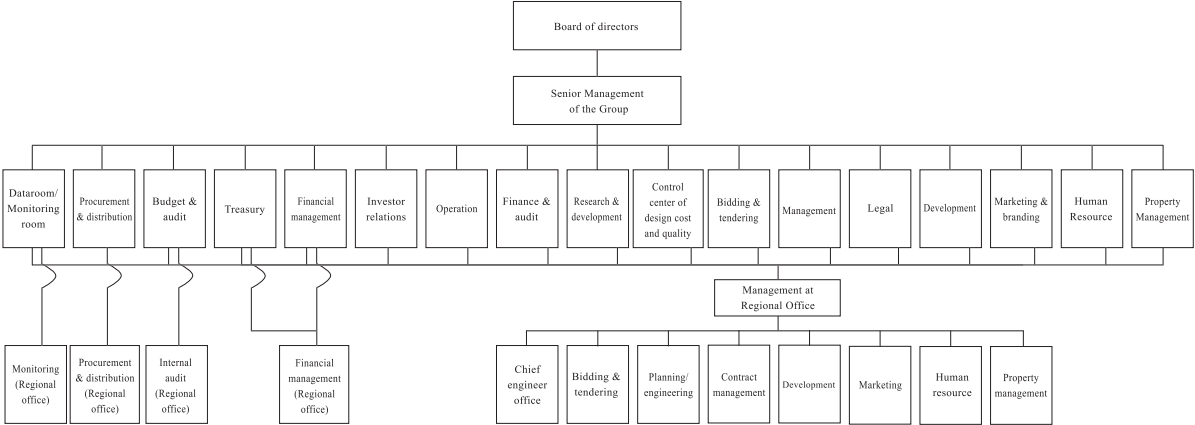 Board of directors
Senior Management
of the Group
Dataroom/
Monitoring
room
Procurement
& distribution
Budget &
audit
Treasury
Financial
management
Investor
relations
Operation
Finance &
audit
Research &
development
Control
center of
design cost
and quality
Bidding &
tendering
Management
Legal
Development
Marketing &
branding
Human
Resource
Property
Management
Management at
Regional Office
Monitoring
(Regional
office)
Procurement
& distribution
(Regional
office)
Internal
audit
(Regional
office)
Financial
management
(Regional
office)
Chief
engineer
office
Bidding &
tendering
Planning/
engineering
Contract
management
Development
Marketing
Human
resource
Property
management